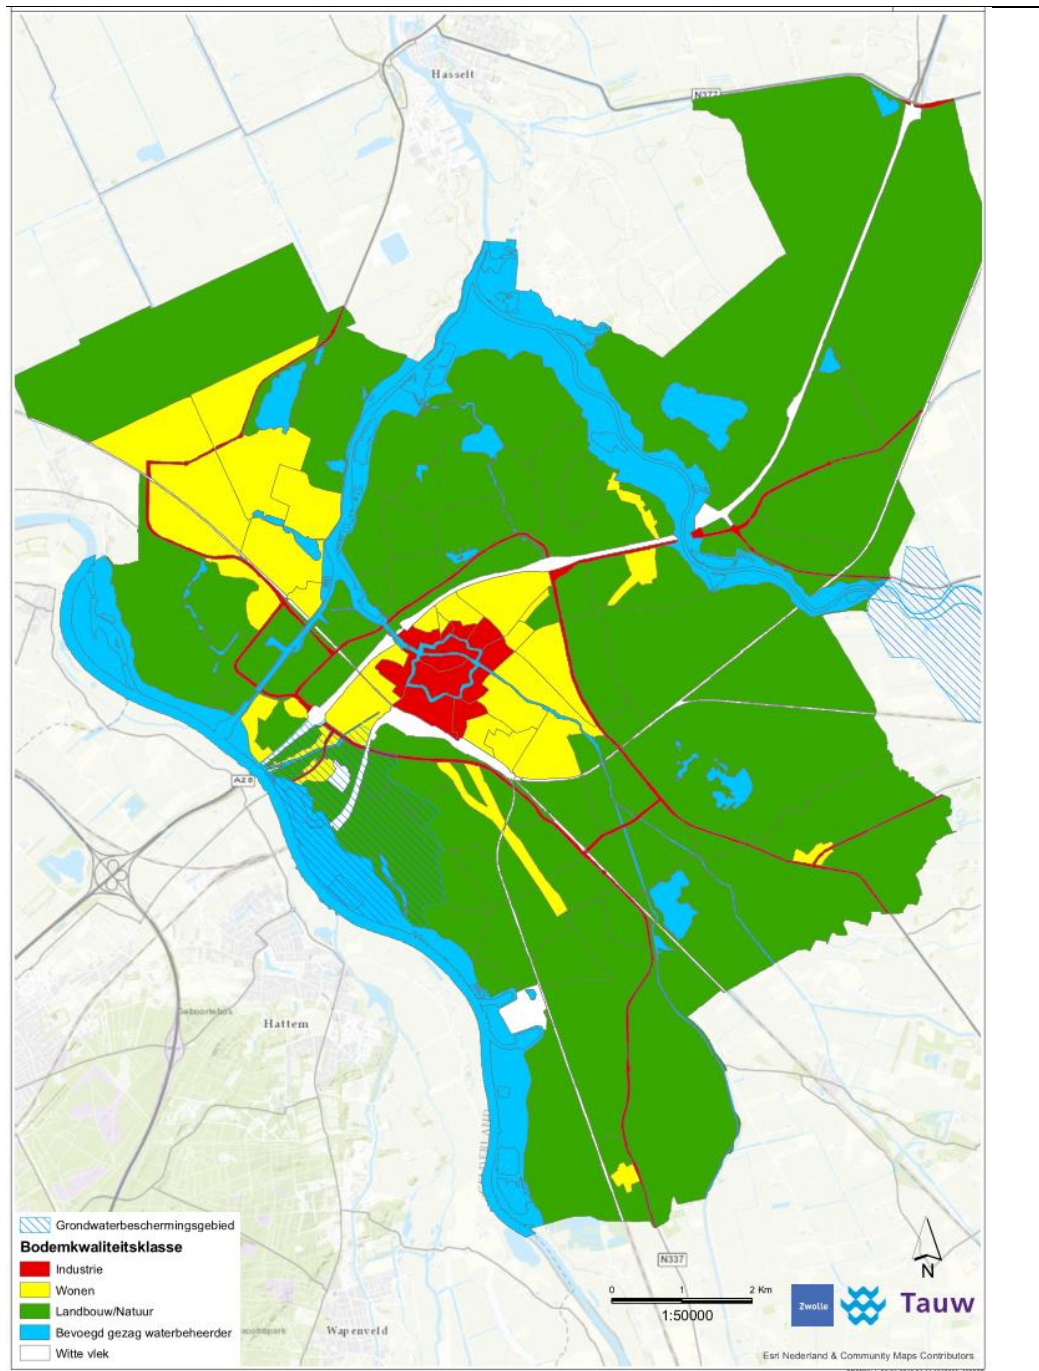 Hasselt
N377
A28
Hattem
GELDERLAND
N337
Wapenveld
Grondwaterbeschermingsgebied
Bodemkwaliteitsklasse
Industrie
Wonen
Landbouw/Natuur
Bevoegd gezag waterbeheerder
Witte vlek
N
0 1 2 Km
1:50000
Zwolle
Tauw
Esri Nederland & Community Maps Contributors